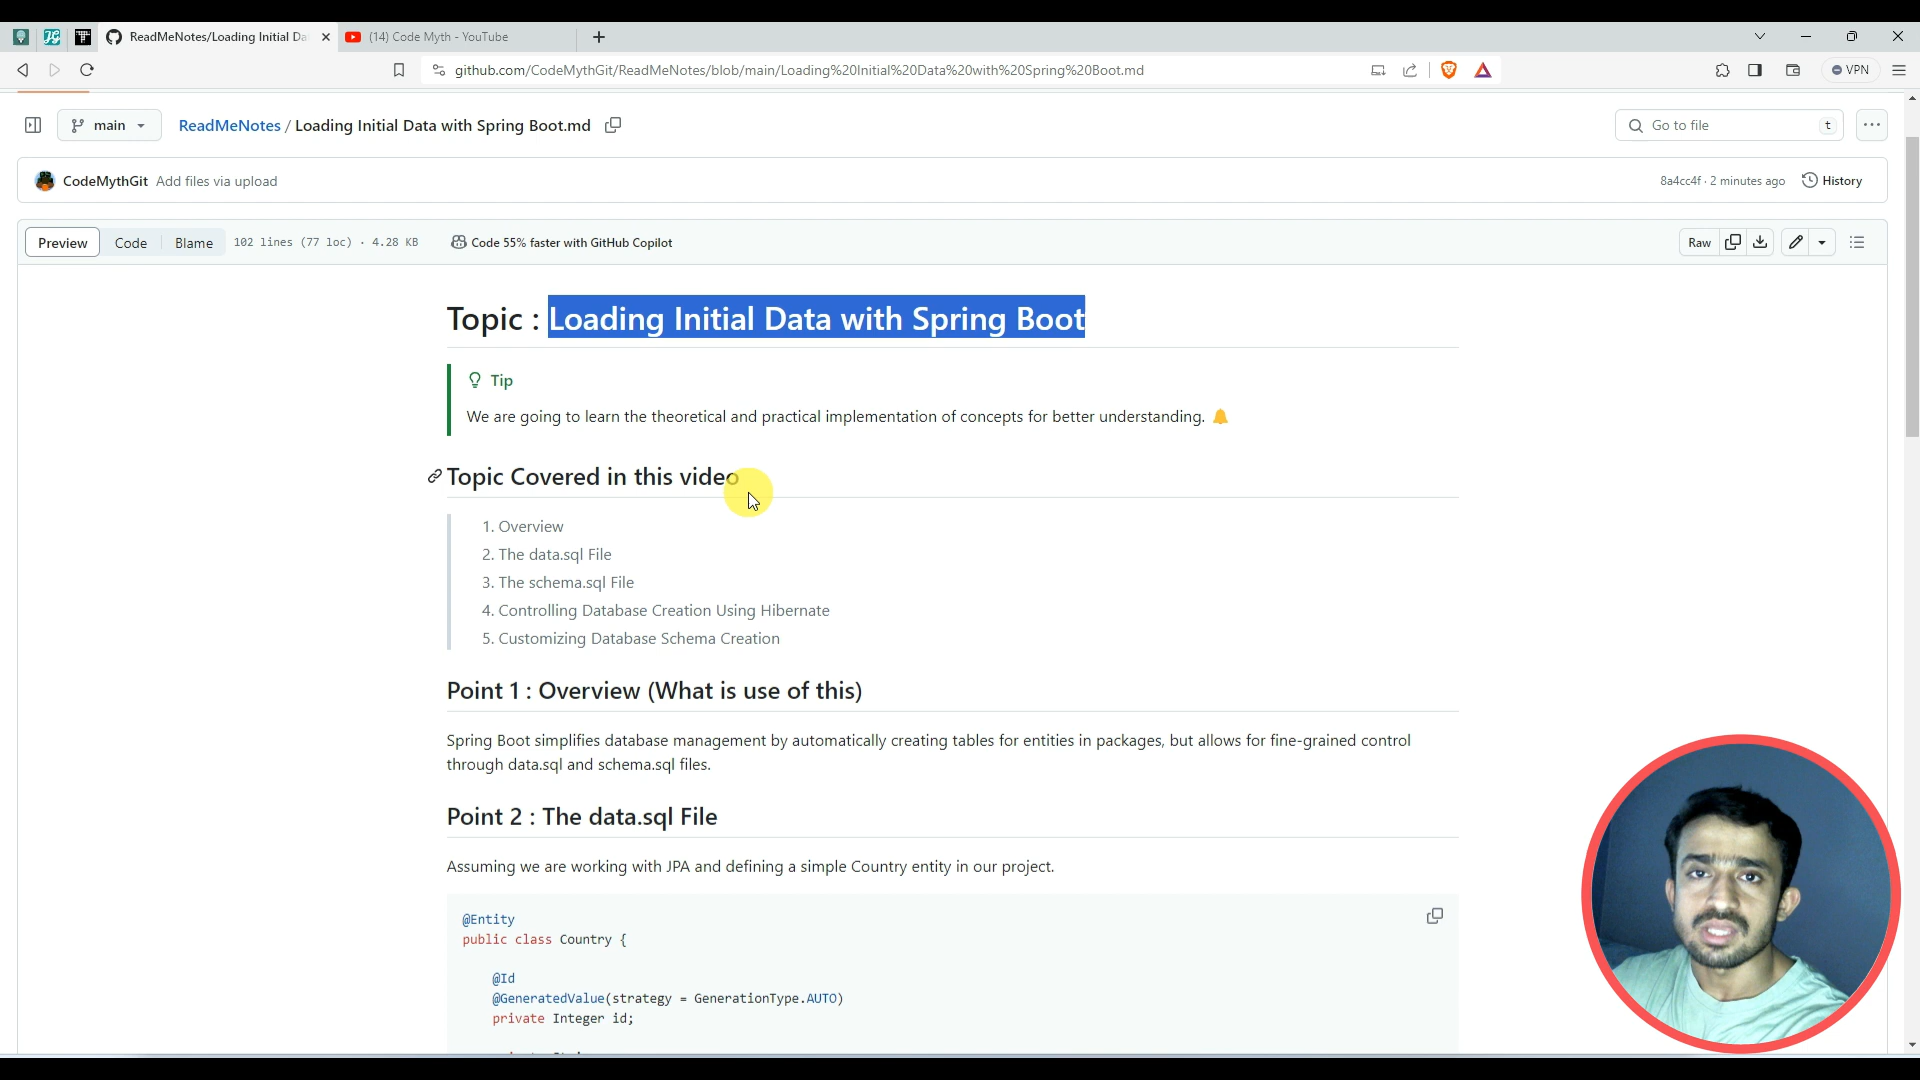 ReadMeNotes/Loading Initial Da
(14) Code Myth - YouTube
github.com/CodeMythGit/ReadMeNotes/blob/main/Loading%20Initial%20Data%20with%20Spring%20Boot.md
VPN
main
ReadMeNotes / Loading Initial Data with Spring Boot.md
Go to file
t
CodeMythGit Add files via upload
8a4cc4f · 2 minutes ago
History
Preview
Code
Blame
102 lines (77 loc) · 4.28 KB
Code 55% faster with GitHub Copilot
Raw
Topic : Loading Initial Data with Spring Boot
Tip
We are going to learn the theoretical and practical implementation of concepts for better understanding. 🔔
Topic Covered in this video
1. Overview
2. The data.sql File
3. The schema.sql File
4. Controlling Database Creation Using Hibernate
5. Customizing Database Schema Creation
Point 1 : Overview (What is use of this)
Spring Boot simplifies database management by automatically creating tables for entities in packages, but allows for fine-grained control
through data.sql and schema.sql files.
Point 2 : The data.sql File
Assuming we are working with JPA and defining a simple Country entity in our project.
@Entity
public class Country {
@Id
@GeneratedValue(strategy = GenerationType.AUTO)
private Integer id;